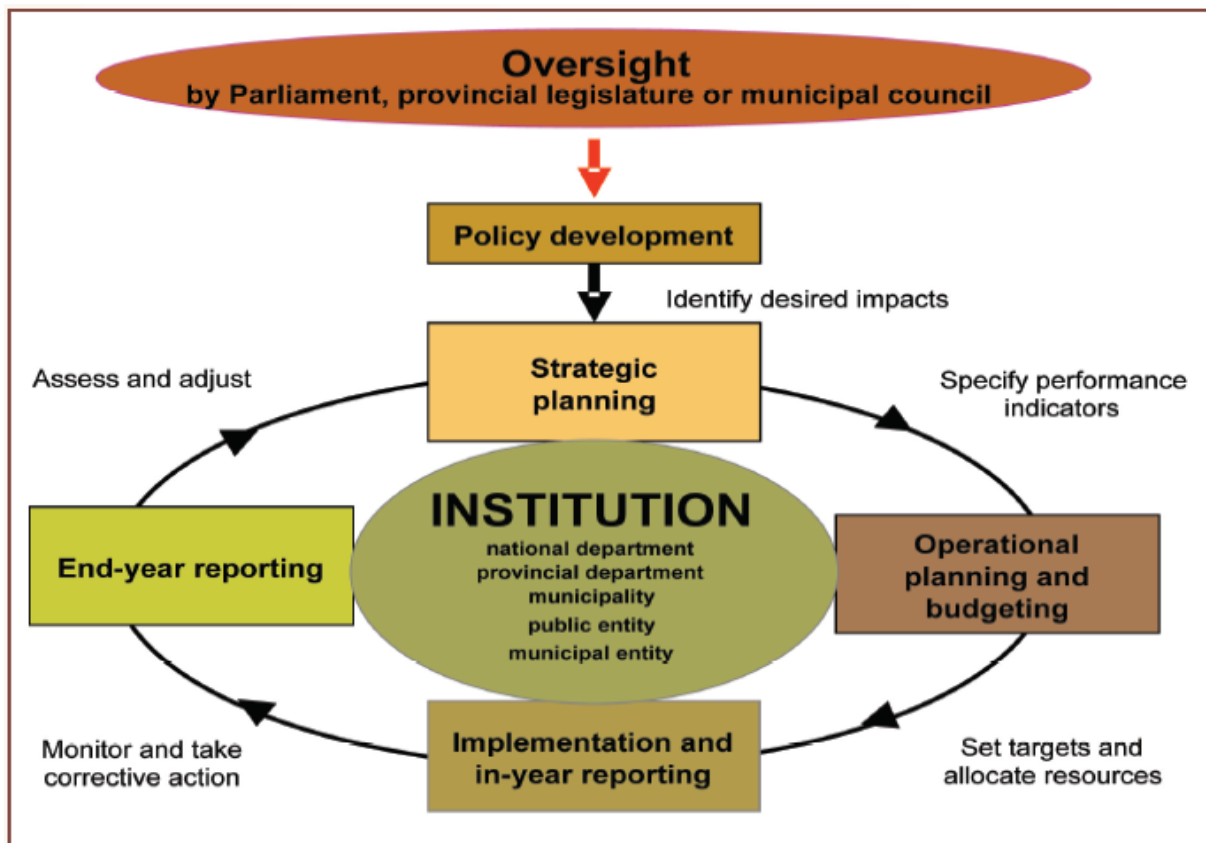 Oversight
by Parliament, provincial legislature or municipal council
Policy development
Identify desired impacts
Strategic
planning
Assess and adjust
Specify performance
indicators
INSTITUTION
national department
provincial department
municipality
public entity
municipal entity
End-year reporting
Operational
planning and
budgeting
Implementation and
in-year reporting
Monitor and take
corrective action
Set targets and
allocate resources